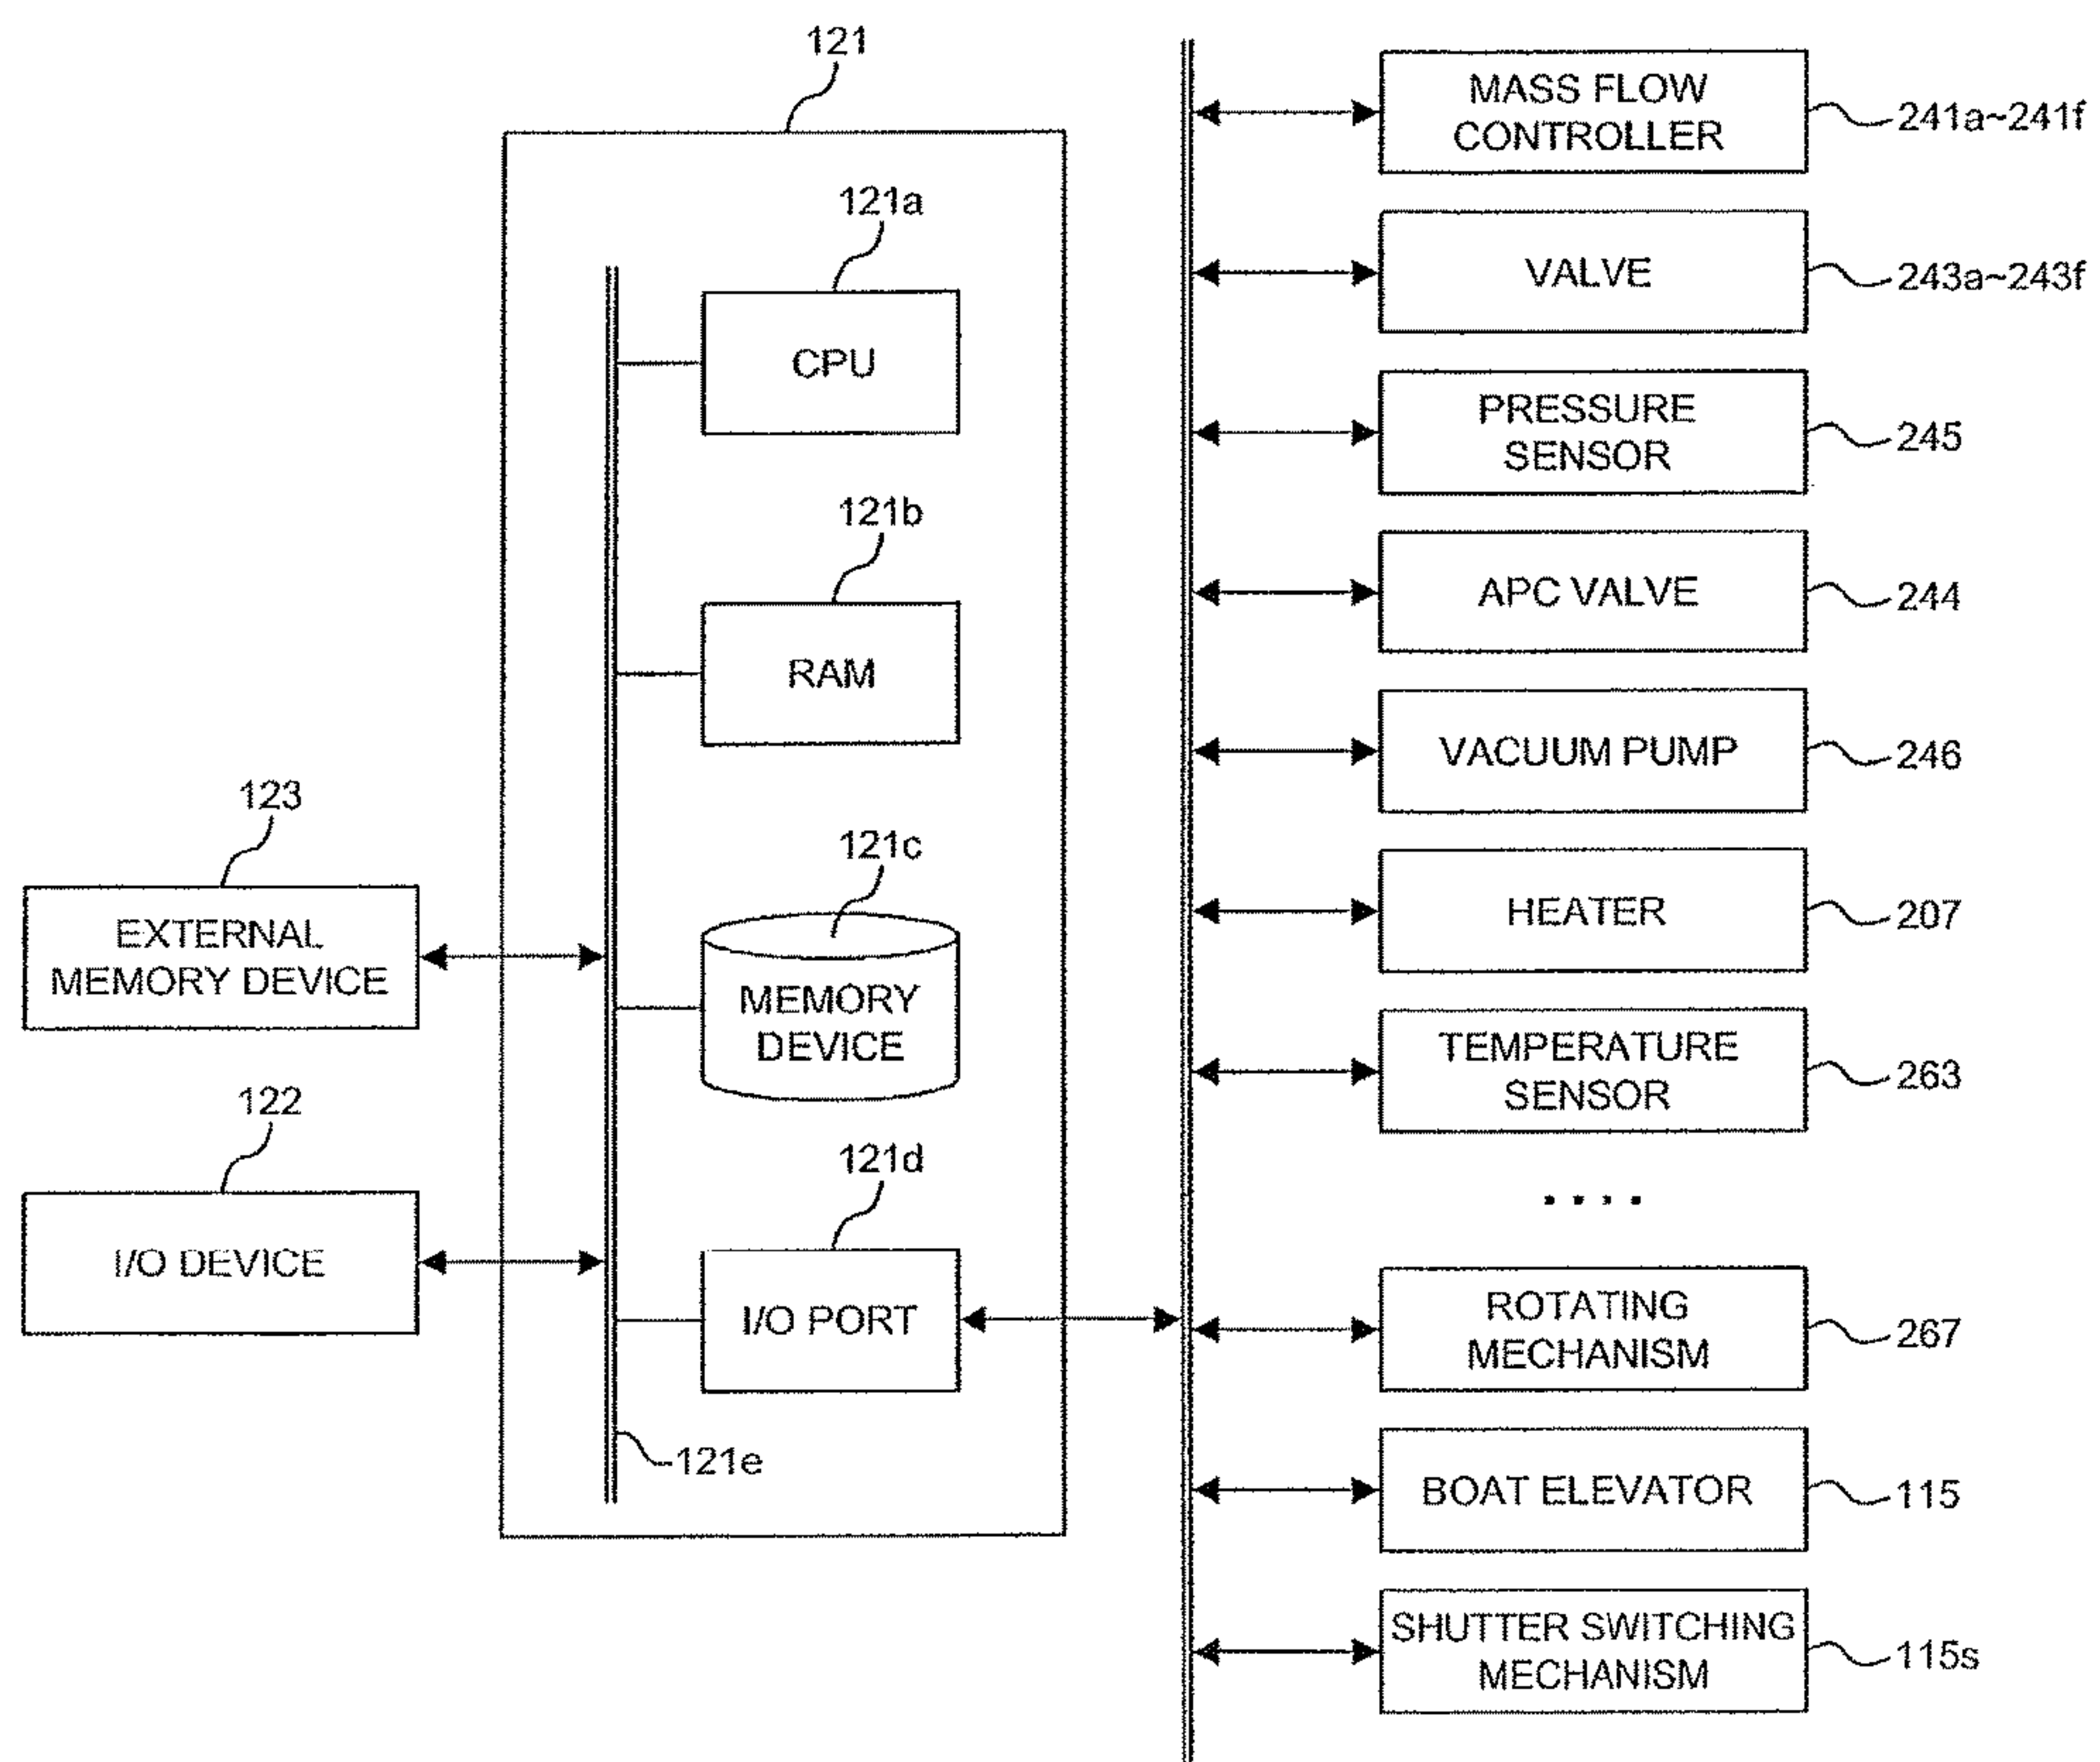 121
121a
CPU
121b
RAM
121c
MEMORY
DEVICE
121d
I/O PORT
121e
123
EXTERNAL
MEMORY DEVICE
122
I/O DEVICE
MASS FLOW
CONTROLLER
241a~241f
VALVE
243a~243f
PRESSURE
SENSOR
245
APC VALVE
244
VACUUM PUMP
246
HEATER
207
TEMPERATURE
SENSOR
263
....
ROTATING
MECHANISM
267
BOAT ELEVATOR
115
SHUTTER SWITCHING
MECHANISM
115s